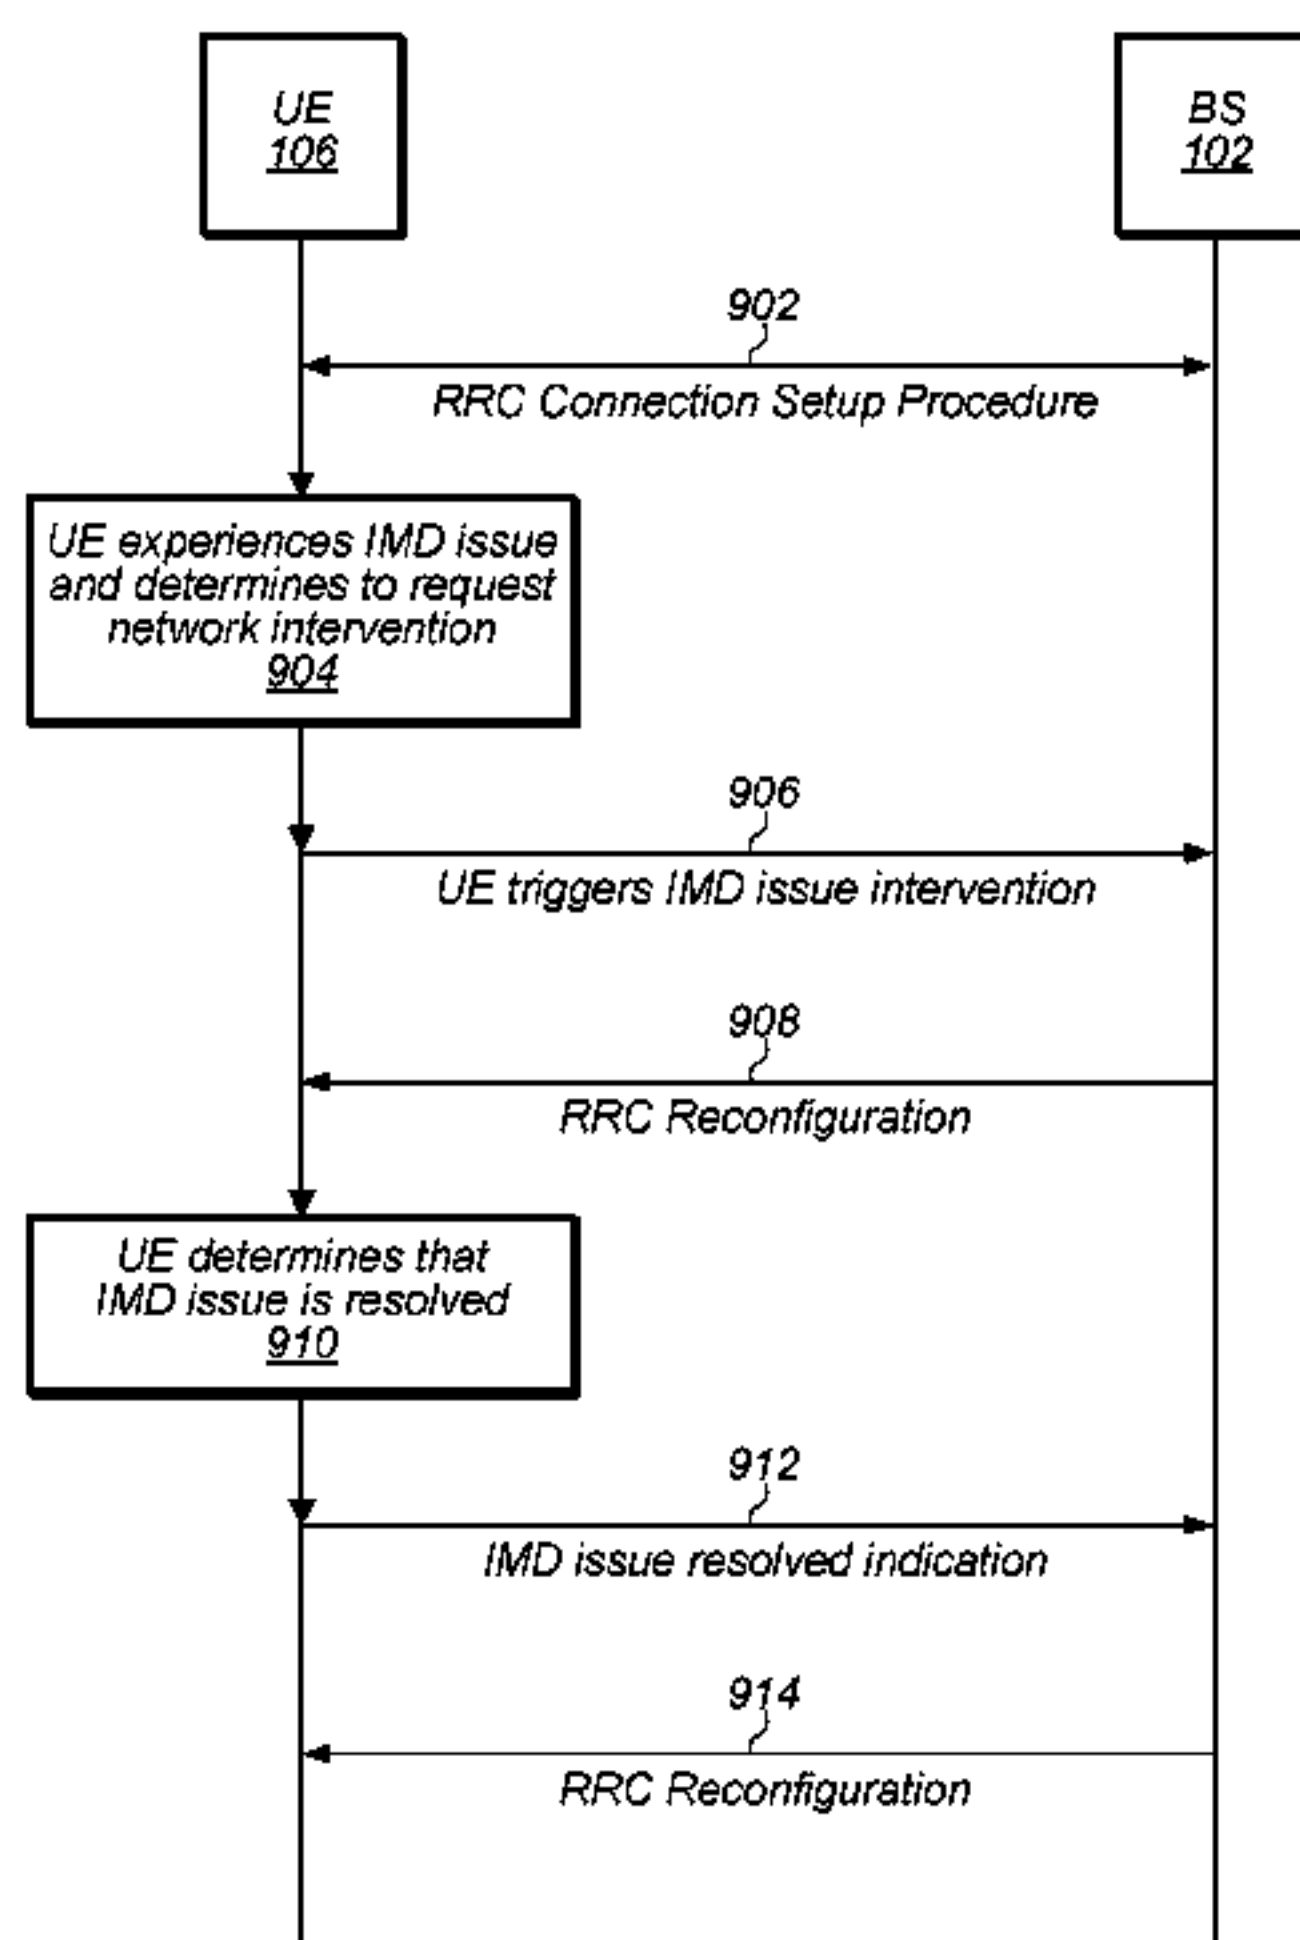 UE
106
BS
102
902
RRC Connection Setup Procedure
UE experiences IMD issue
and determines to request
network intervention
904
906
UE triggers IMD issue intervention
908
RRC Reconfiguration
UE determines that
IMD issue is resolved
910
912
IMD issue resolved indication
914
RRC Reconfiguration